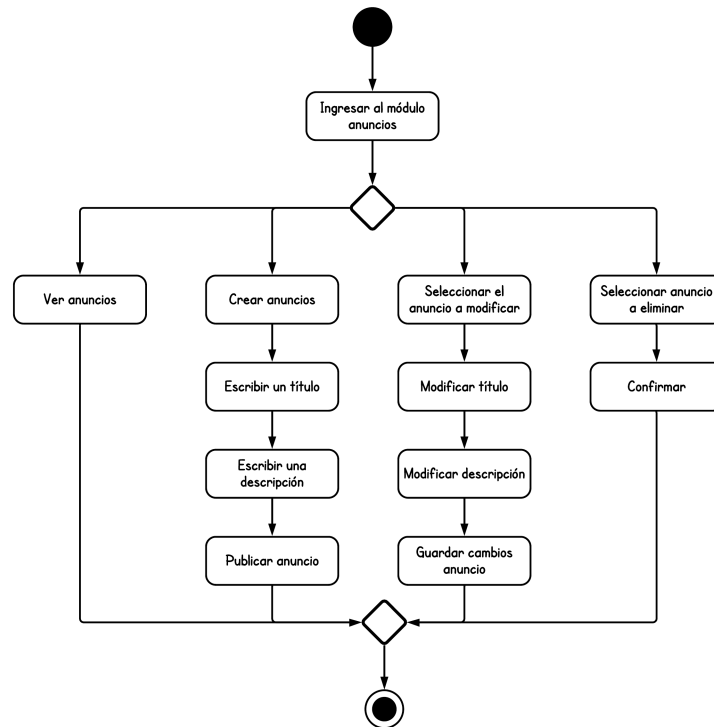 Ingresar al módulo
anuncios
Ver anuncios
Crear anuncios
Seleccionar el
anuncio a modificar
Seleccionar anuncio
a eliminar
Escribir un título
Modificar título
Confirmar
Escribir una
descripción
Modificar descripción
Publicar anuncio
Guardar cambios
anuncio